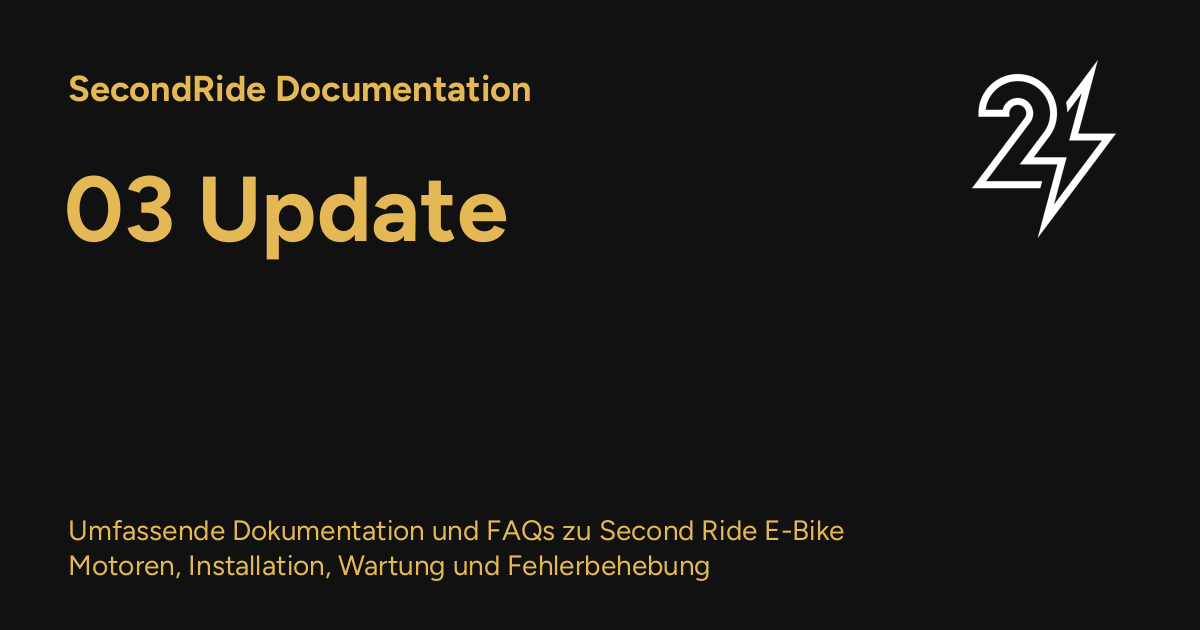 SecondRide Documentation
03 Update
Umfassende Dokumentation und FAQs zu Second Ride E-Bike
Motoren, Installation, Wartung und Fehlerbehebung